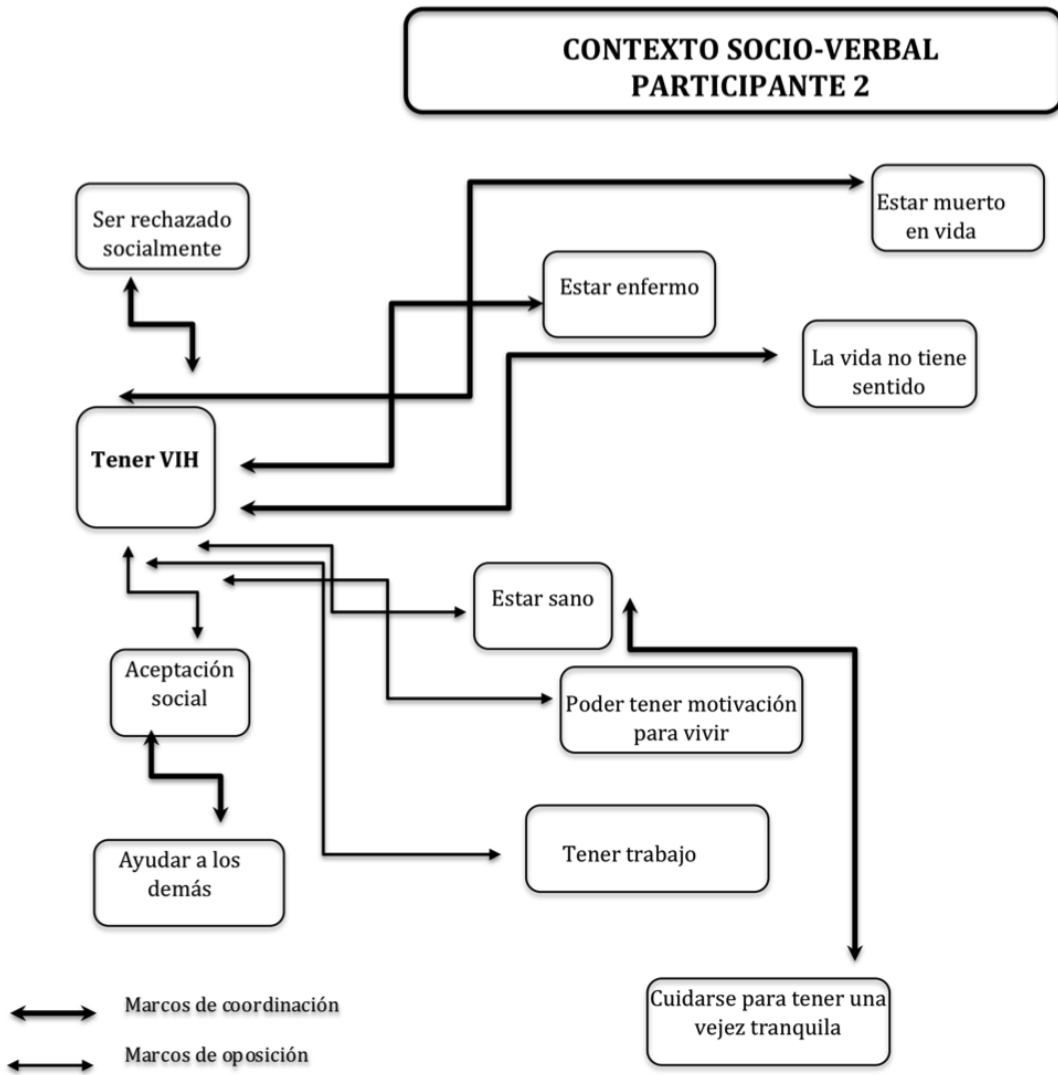 CONTEXTO SOCIO-VERBAL
PARTICIPANTE 2
Ser rechazado
socialmente
Estar muerto
en vida
Estar enfermo
La vida no tiene
sentido
Tener VIH
Estar sano
Aceptación
social
Poder tener motivación
para vivir
Ayudar a los
demás
Tener trabajo
Cuidarse para tener una
vejez tranquila
Marcos de coordinación
Marcos de oposición